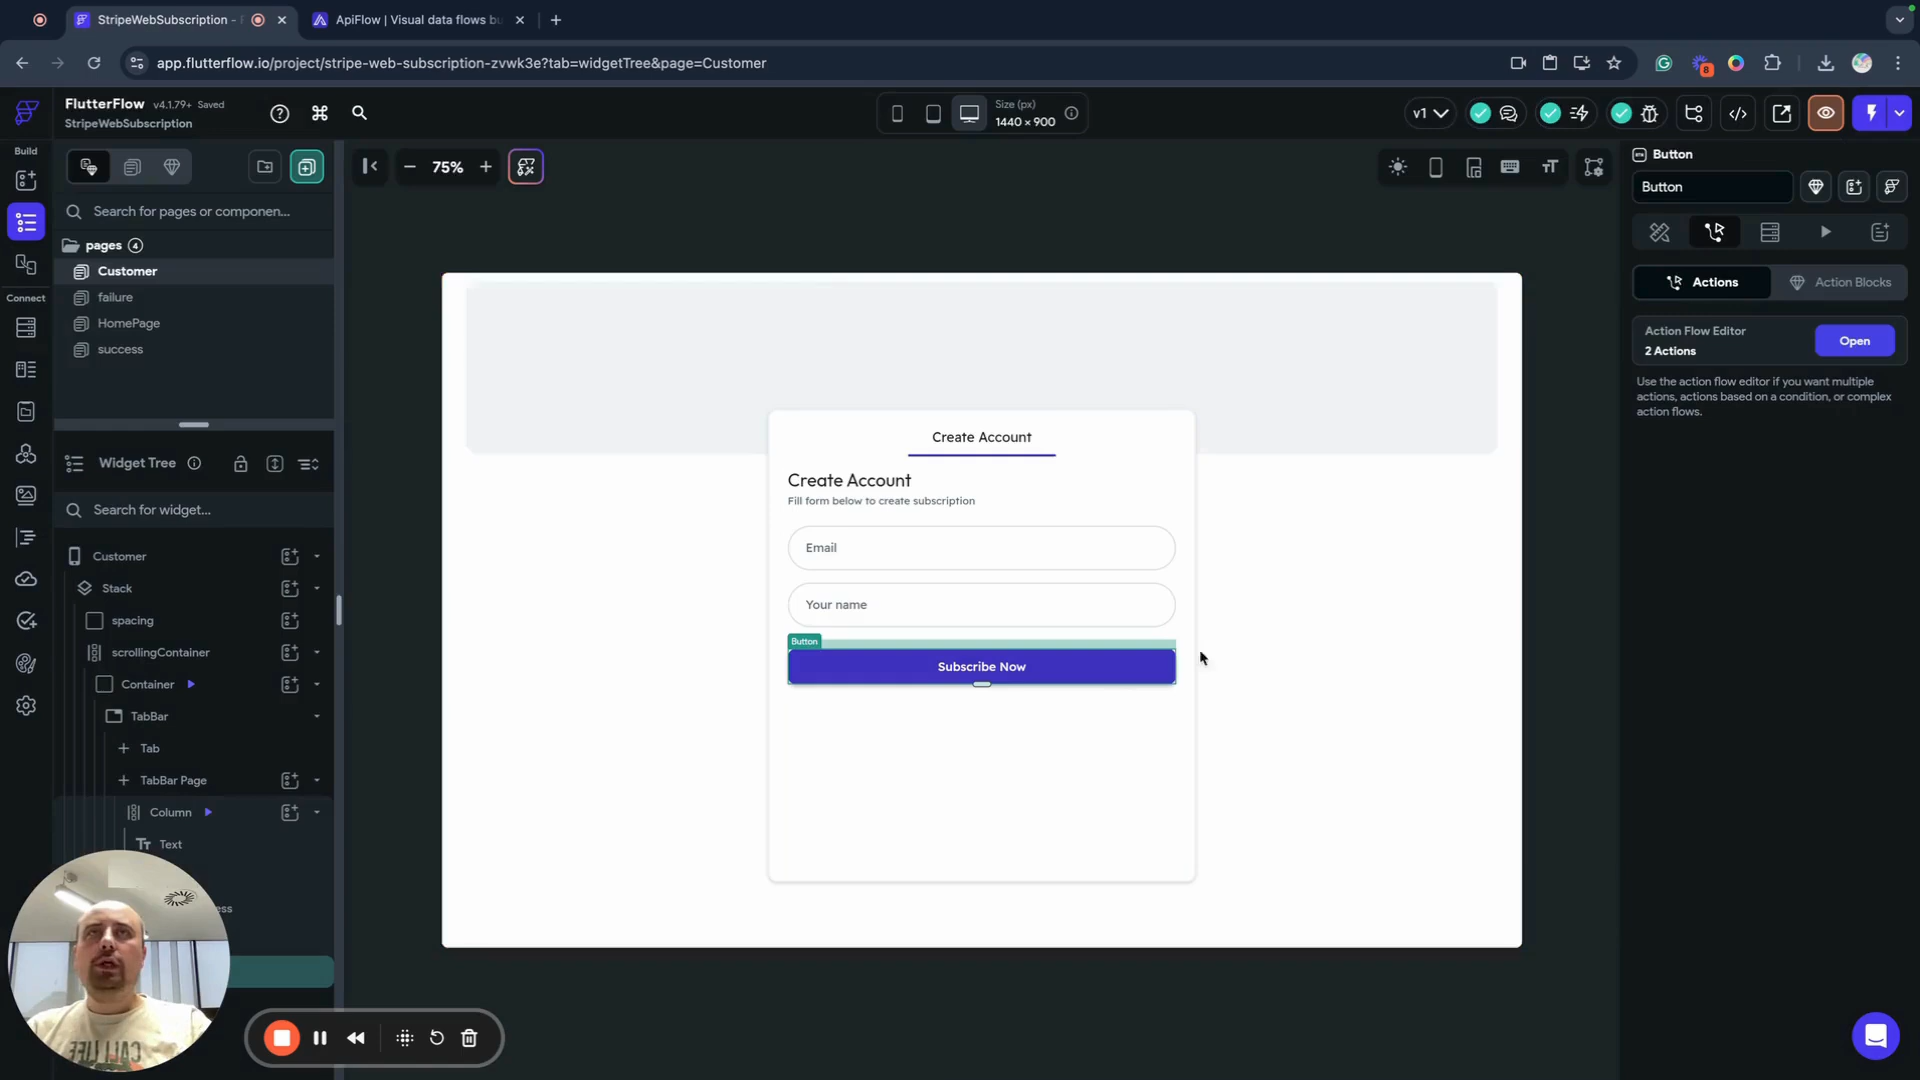 StripeWebSubscription - F
ApiFlow | Visual data flows bu
app.flutterflow.io/project/stripe-web-subscription-zvwk3e?tab=widgetTree&page=Customer
8
FlutterFlow v4.1.79+ Saved
StripeWebSubscription
Size (px)
1440 × 900
v1
Build
75%
Button
Button
Search for pages or componen...
pages 4
Customer
failure
HomePage
success
Connect
Actions
Action Blocks
Action Flow Editor
2 Actions
Open
Use the action flow editor if you want multiple
actions, actions based on a condition, or complex
action flows.
Widget Tree
Search for widget...
Customer
Stack
spacing
scrollingContainer
Container
TabBar
Tab
TabBar Page
Column
Text
ess
Create Account
Create Account
Fill form below to create subscription
Email
Your name
Button
Subscribe Now
CALI LIFE